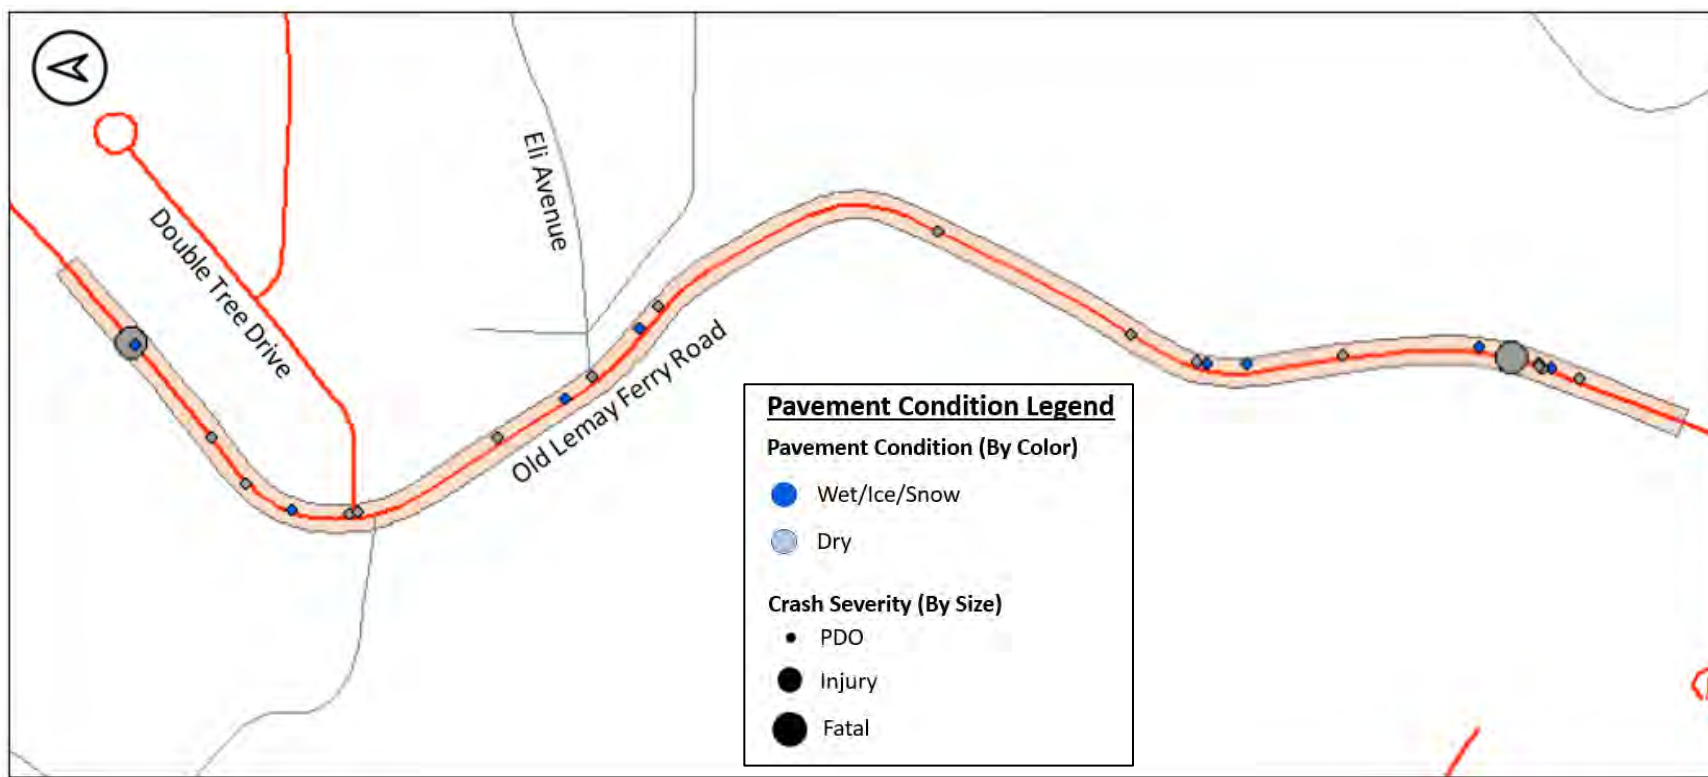 Double Tree Drive
Eli Avenue
Old Lemay Ferry Road
Pavement Condition Legend
Pavement Condition (By Color)
Wet/Ice/Snow
Dry
Crash Severity (By Size)
PDO
Injury
Fatal